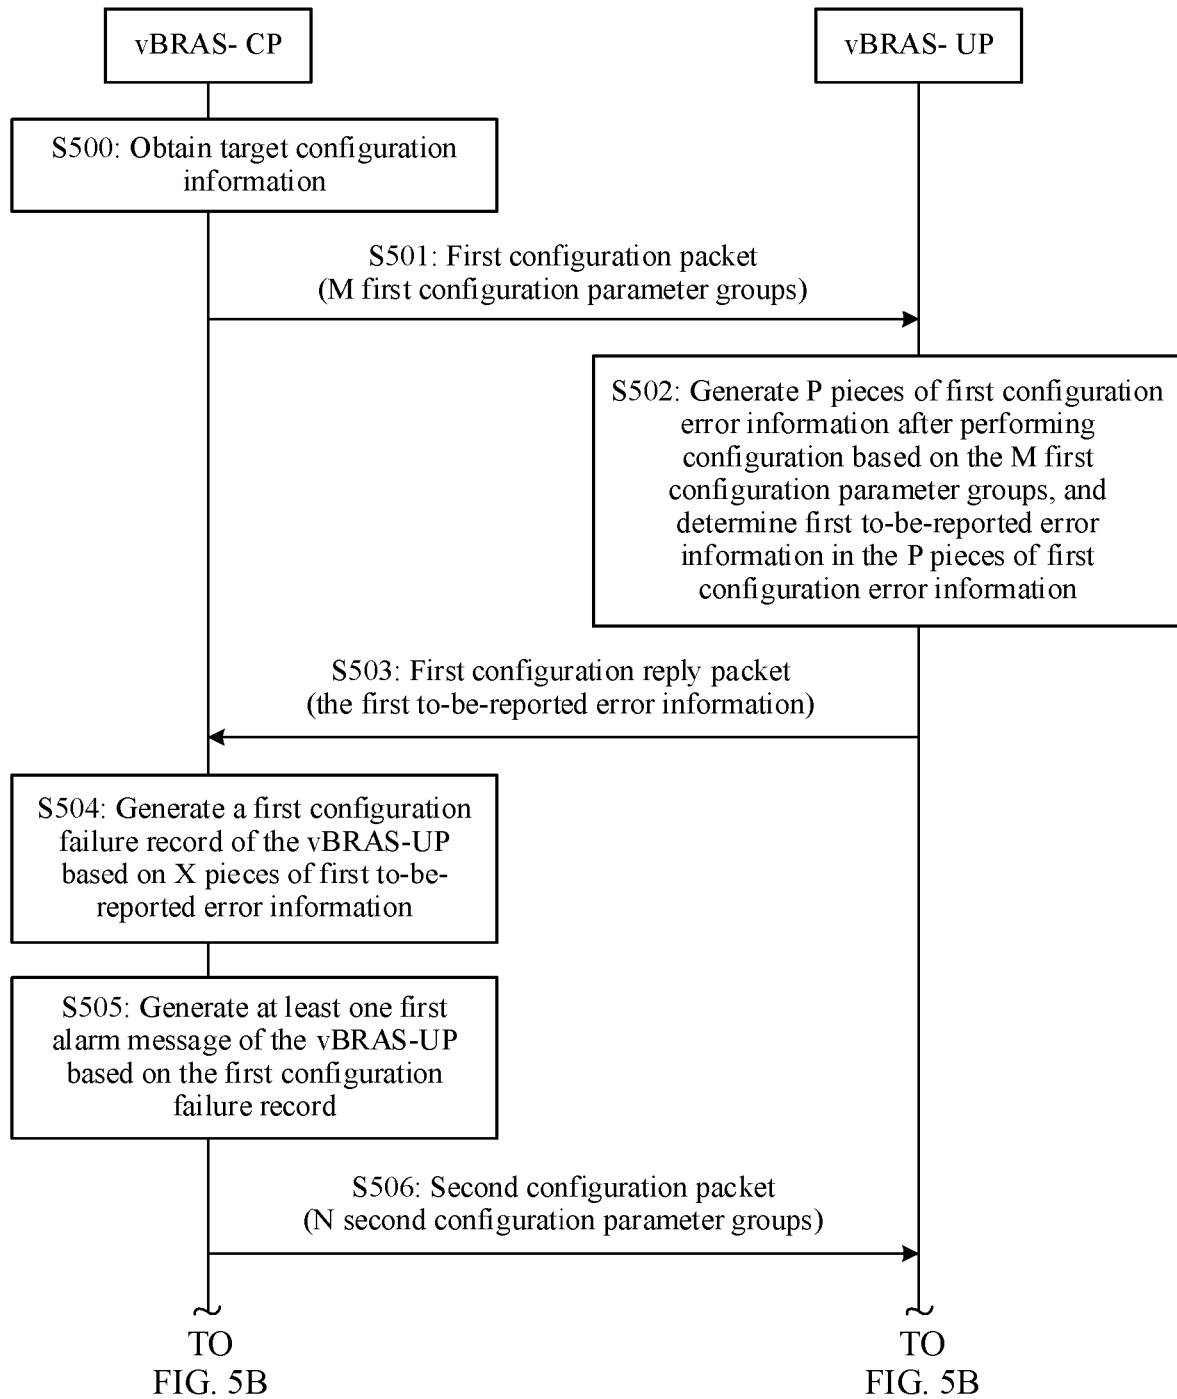 vBRAS- CP
vBRAS- UP
S500: Obtain target configuration
information
S501: First configuration packet
(M first configuration parameter groups)
S502: Generate P pieces of first configuration
error information after performing
configuration based on the M first
configuration parameter groups, and
determine first to-be-reported error
information in the P pieces of first
configuration error information
S503: First configuration reply packet
(the first to-be-reported error information)
S504: Generate a first configuration
failure record of the vBRAS-UP
based on X pieces of first to-be-
reported error information
S505: Generate at least one first
alarm message of the vBRAS-UP
based on the first configuration
failure record
S506: Second configuration packet
(N second configuration parameter groups)
TO
FIG. 5B
TO
FIG. 5B